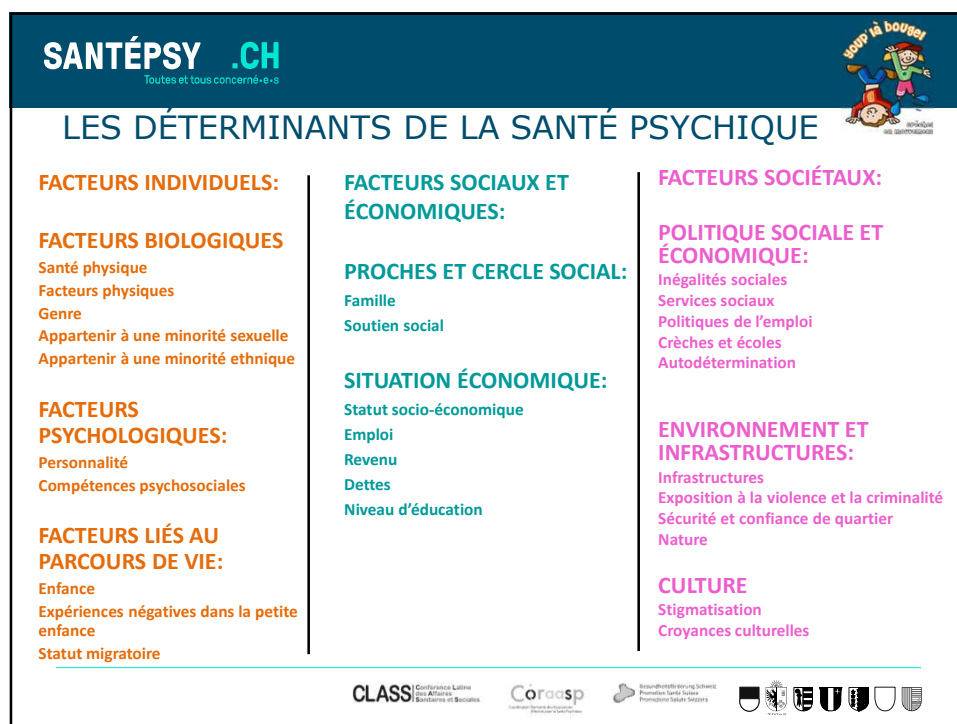 SANTÉPSY .CH
Toutes et tous concerné•e•s
youp'là bouge!
crèches
en mouvement
LES DÉTERMINANTS DE LA SANTÉ PSYCHIQUE
FACTEURS INDIVIDUELS:
FACTEURS BIOLOGIQUES
Santé physique
Facteurs physiques
Genre
Appartenir à une minorité sexuelle
Appartenir à une minorité ethnique
FACTEURS
PSYCHOLOGIQUES:
Personnalité
Compétences psychosociales
FACTEURS LIÉS AU
PARCOURS DE VIE:
Enfance
Expériences négatives dans la petite
enfance
Statut migratoire
FACTEURS SOCIAUX ET
ÉCONOMIQUES:
PROCHES ET CERCLE SOCIAL:
Famille
Soutien social
SITUATION ÉCONOMIQUE:
Statut socio-économique
Emploi
Revenu
Dettes
Niveau d'éducation
FACTEURS SOCIÉTAUX:
POLITIQUE SOCIALE ET
ÉCONOMIQUE:
Inégalités sociales
Services sociaux
Politiques de l'emploi
Crèches et écoles
Autodétermination
ENVIRONNEMENT ET
INFRASTRUCTURES:
Infrastructures
Exposition à la violence et la criminalité
Sécurité et confiance de quartier
Nature
CULTURE
Stigmatisation
Croyances culturelles
CLASS
Conférence Latine
des Affaires
Sanitaires et Sociales
Coraasp
Gesundheitsförderung Schweiz
Promotion Santé Suisse
Promozione Salute Svizzera